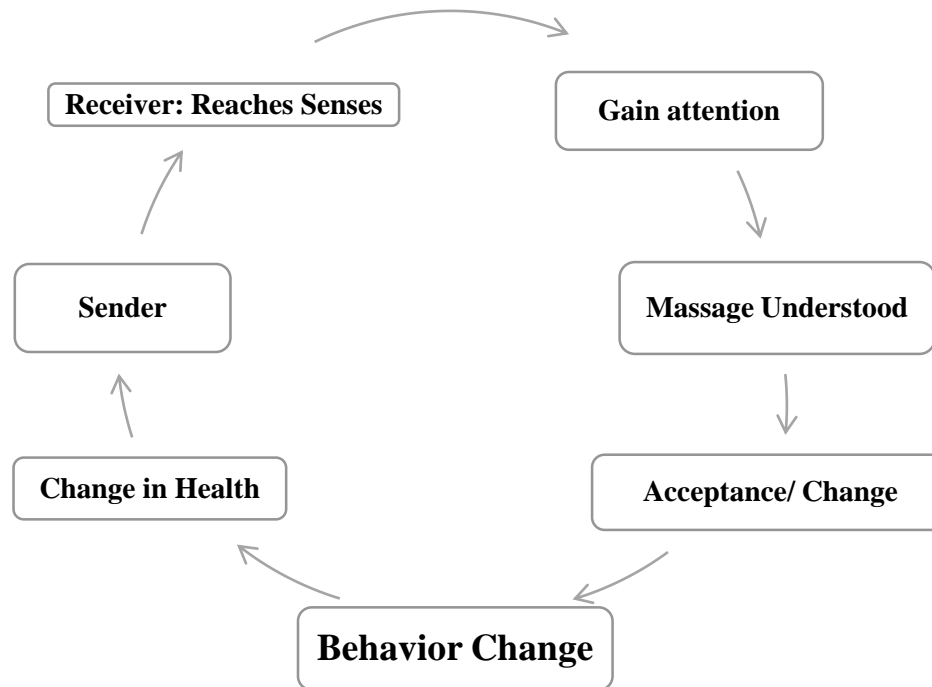 Receiver: Reaches Senses
Gain attention
Sender
Massage Understood
Change in Health
Acceptance/ Change
Behavior Change